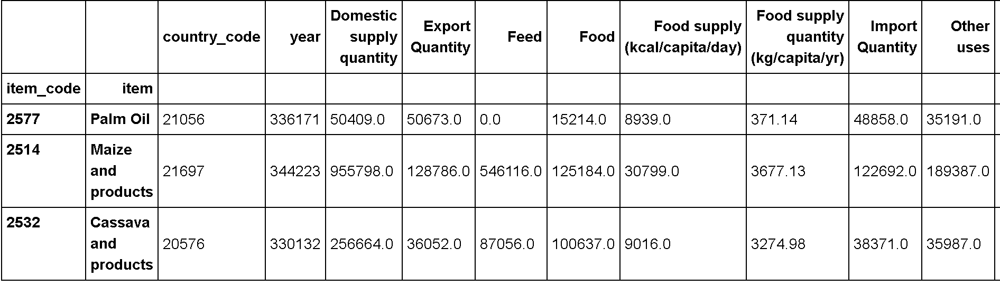 country_code year Domestic supply quantity Export Quantity Feed Food Food supply (kcal/capita/day) Food supply quantity (kg/capita/yr) Import Quantity Other uses
item_code item
2577 Palm Oil 21056 336171 50409.0 50673.0 0.0 15214.0 8939.0 371.14 48858.0 35191.0
2514 Maize and products 21697 344223 955798.0 128786.0 546116.0 125184.0 30799.0 3677.13 122692.0 189387.0
2532 Cassava and products 20576 330132 256664.0 36052.0 87056.0 100637.0 9016.0 3274.98 38371.0 35987.0